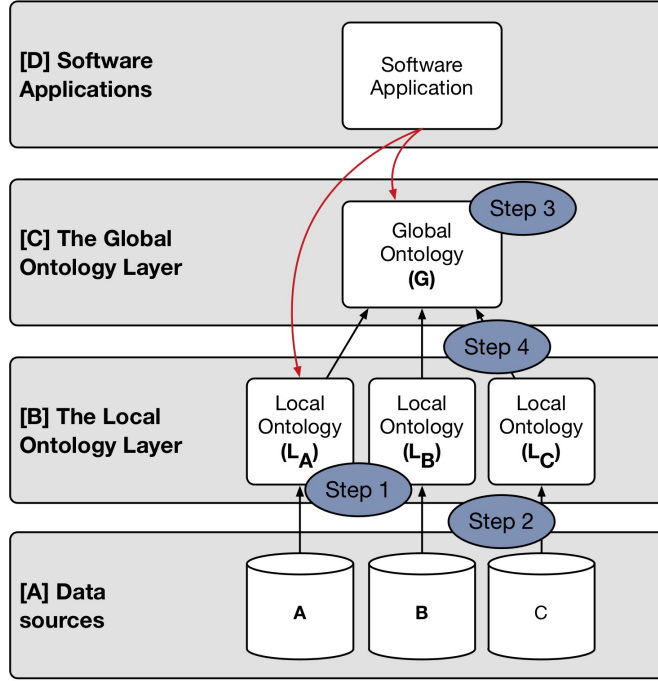 [D] Software
Applications
Software
Application
[C] The Global
Ontology Layer
Global
Ontology
(G)
Step 3
Step 4
[B] The Local
Ontology Layer
Local
Ontology
(LA)
Local
Ontology
(LB)
Local
Ontology
(LC)
Step 1
Step 2
[A] Data
sources
A
B
C